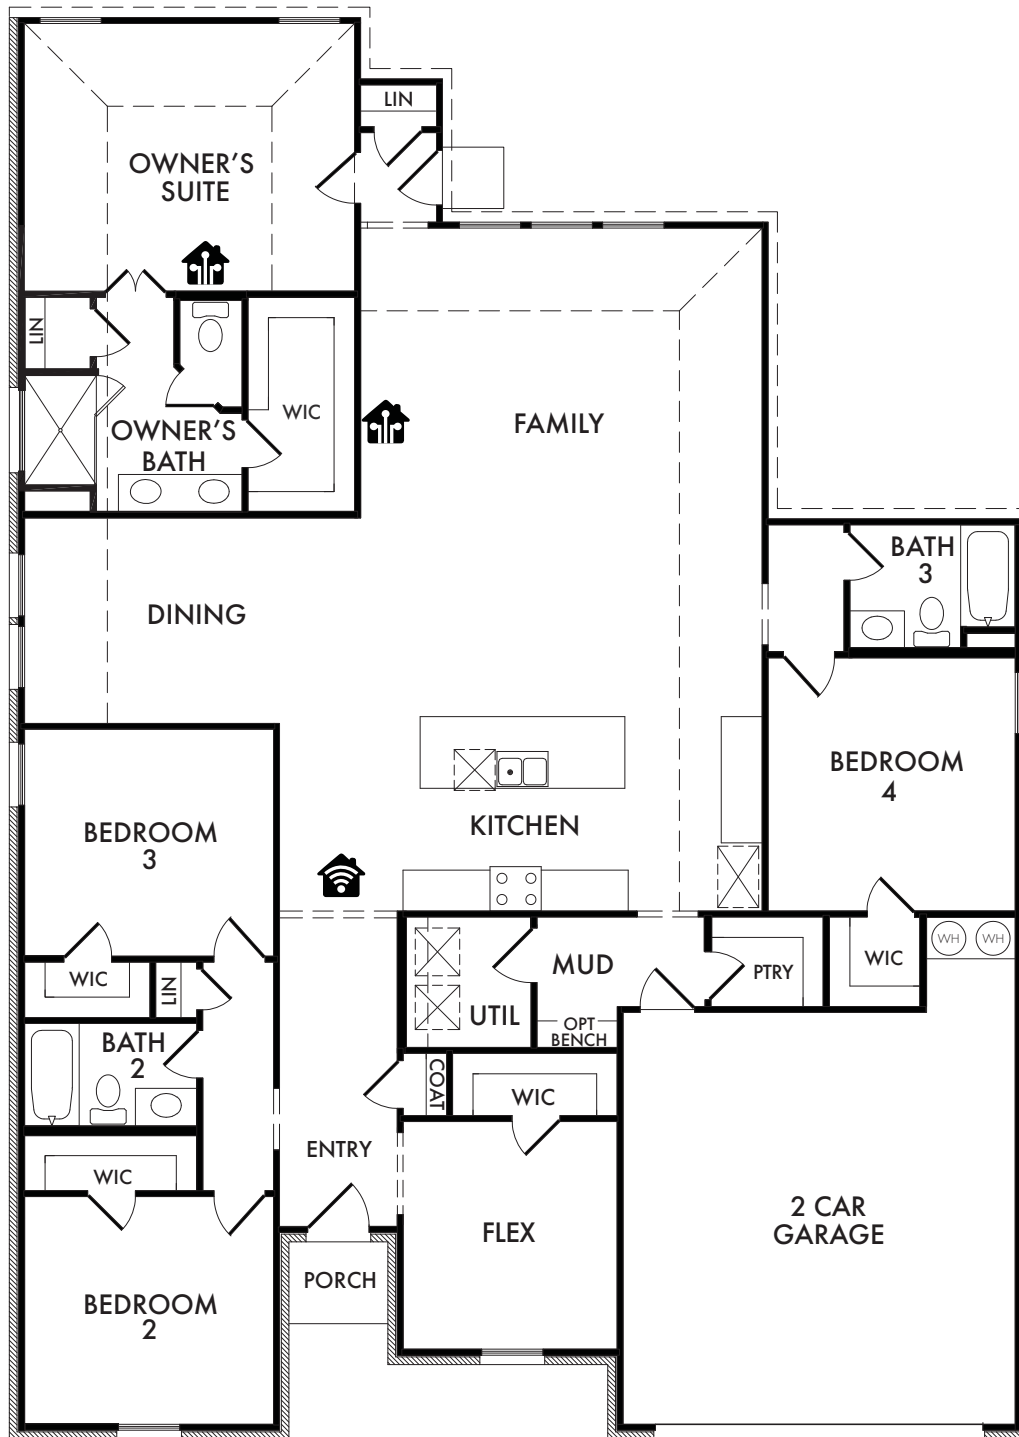 LIN
OWNER'S
SUITE
LIN
WIC
OWNER'S
BATH
FAMILY
BATH
3
DINING
BEDROOM
4
KITCHEN
BEDROOM
3
WH
WH
WIC
MUD
PTRY
WIC
LIN
UTIL
OPT
BENCH
BATH
2
COAT
WIC
ENTRY
WIC
FLEX
2 CAR
GARAGE
PORCH
BEDROOM
2